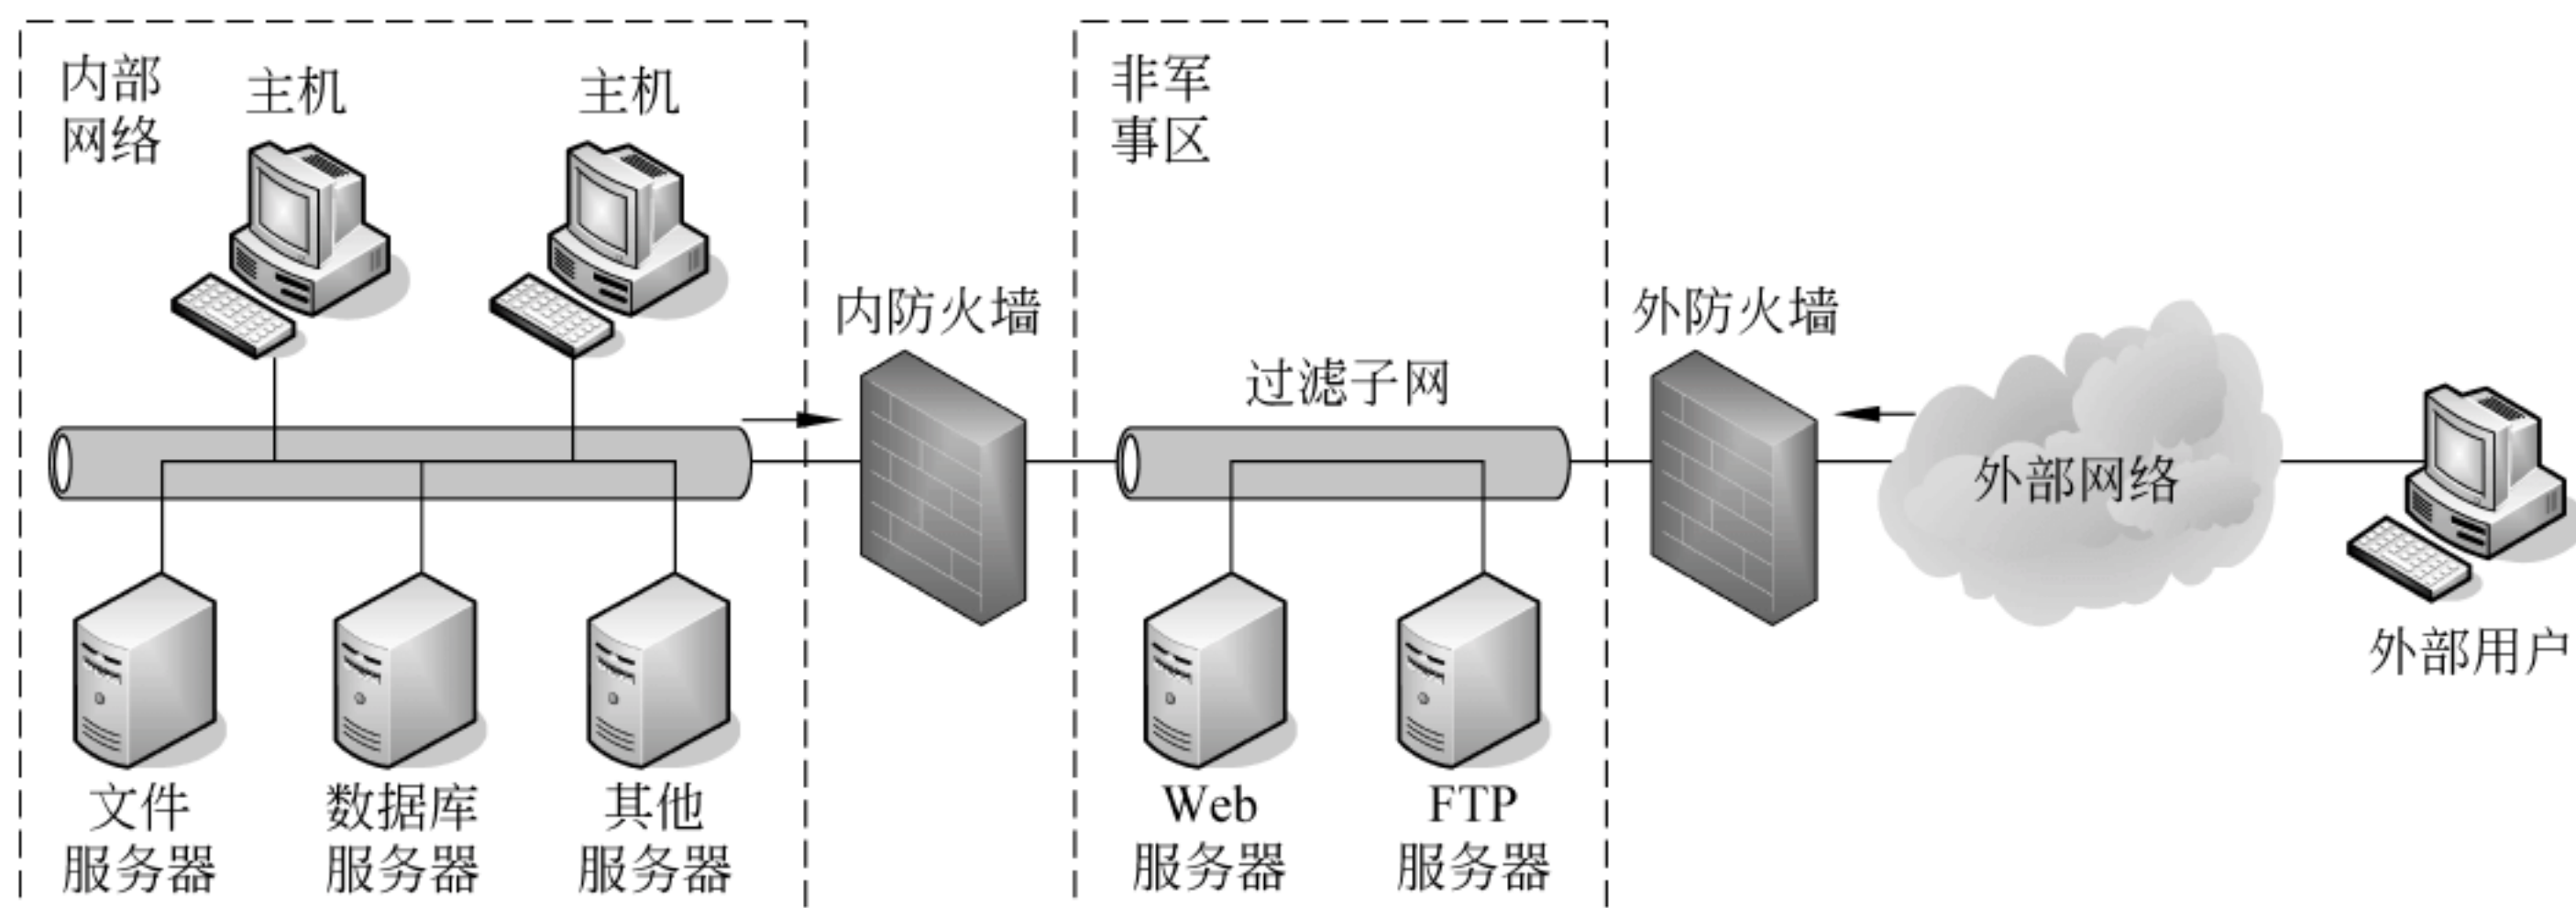 内部
网络
主机
主机
内防火墙
非军
事区
过滤子网
外防火墙
外部网络
外部用户
文件
服务器
数据库
服务器
其他
服务器
Web
服务器
FTP
服务器